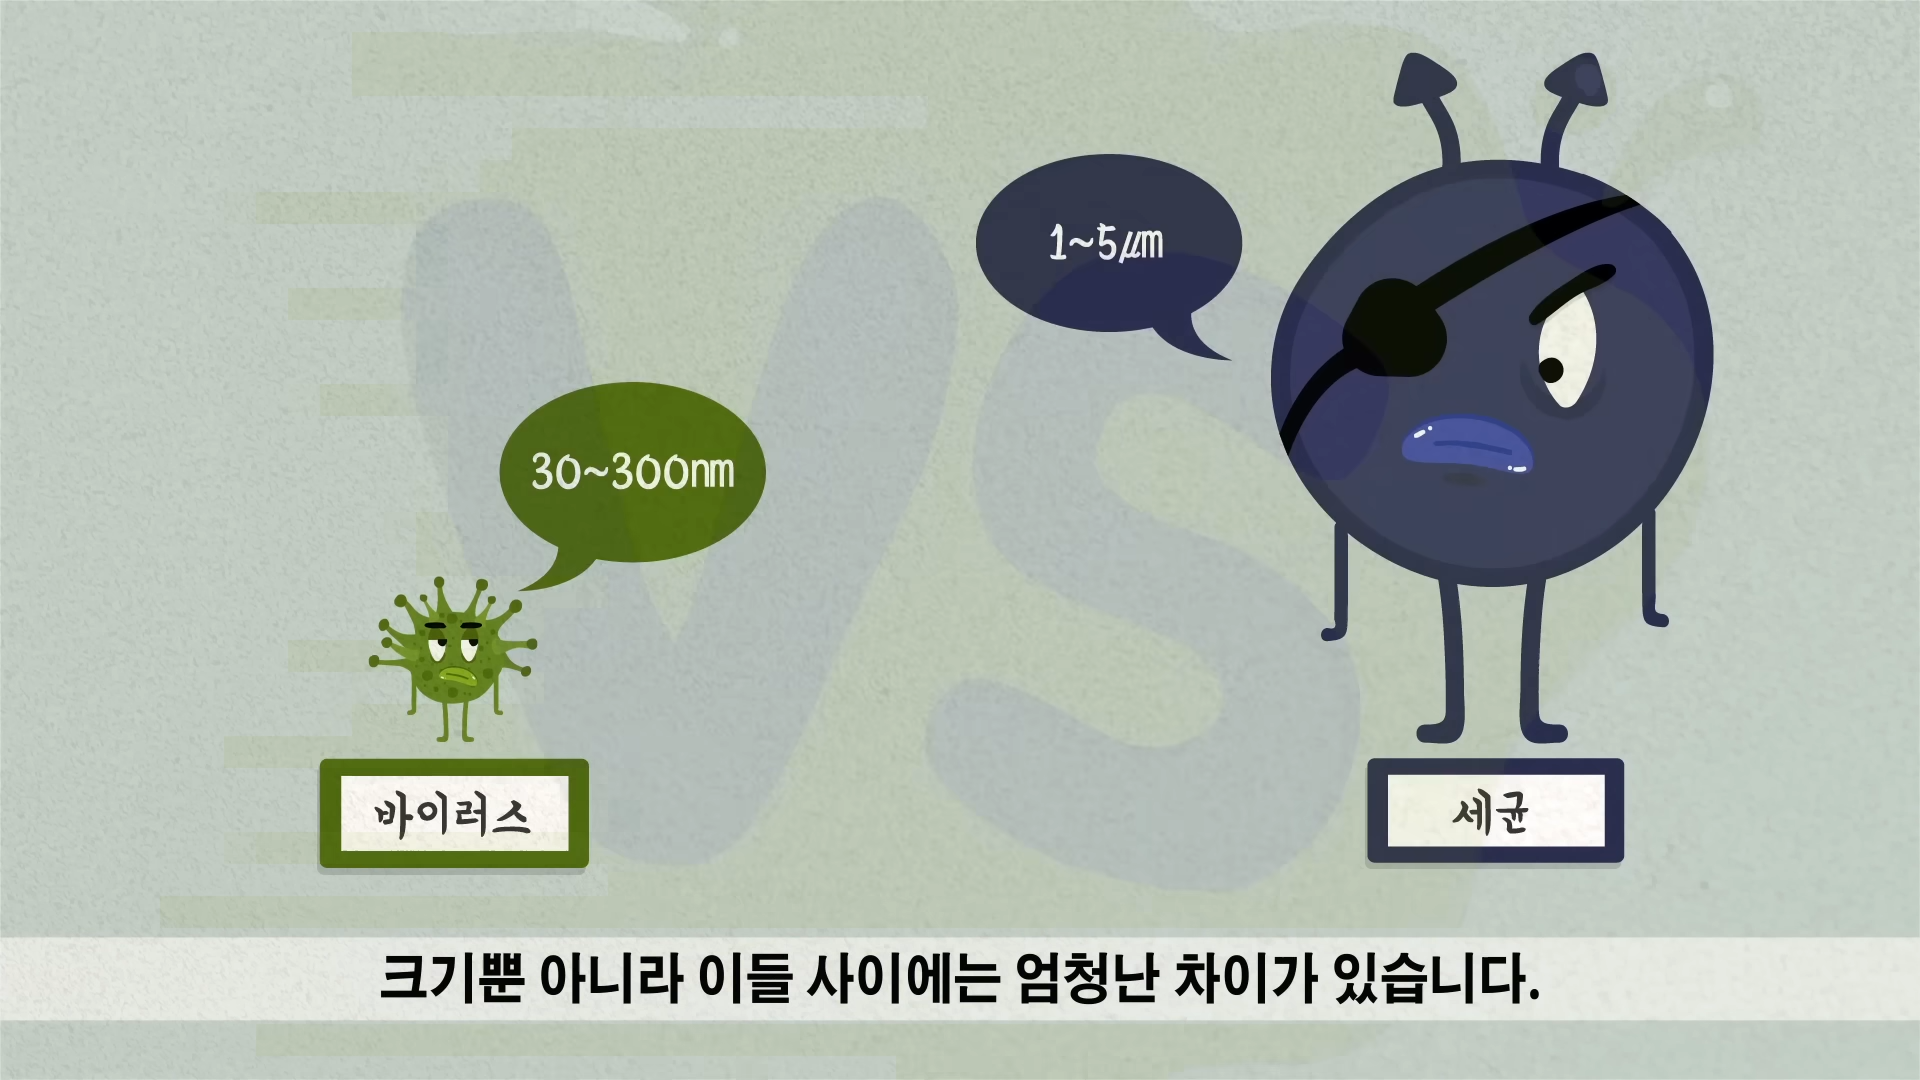 VS
1~5㎛
30~300nm
바이러스
세균
크기뿐 아니라 이들 사이에는 엄청난 차이가 있습니다.